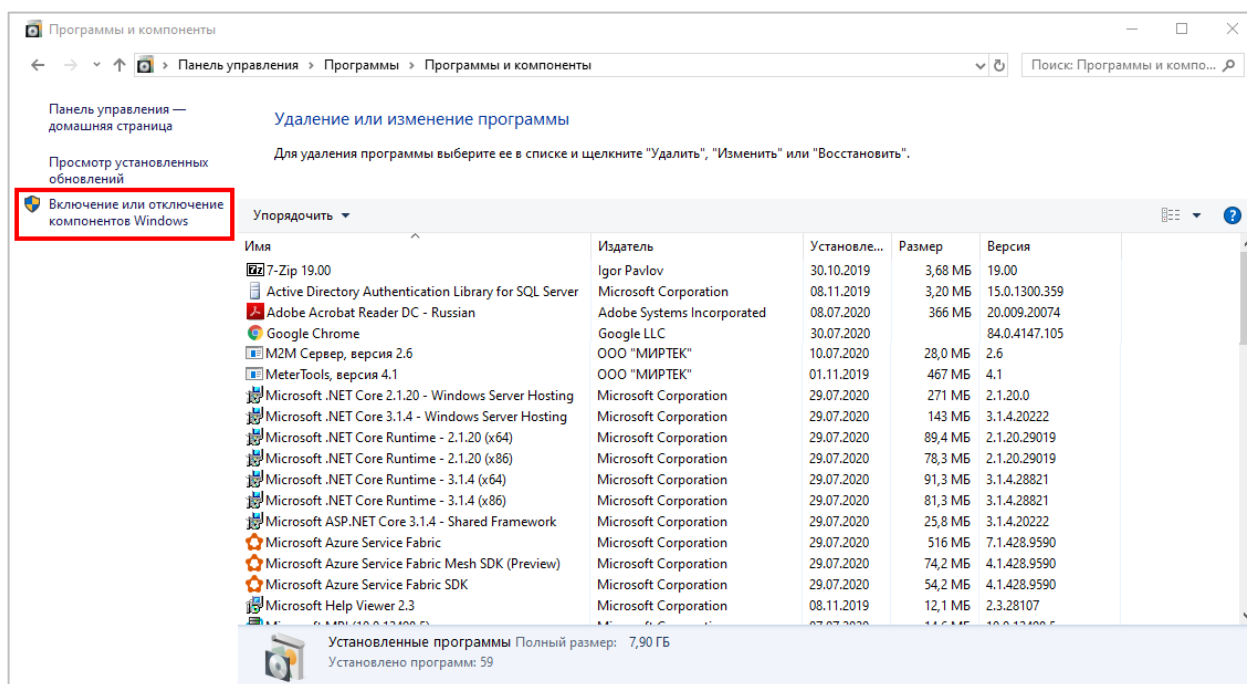 Программы и компоненты
Панель управления › Программы › Программы и компоненты
Поиск: Программы и компо...
Панель управления —
домашняя страница
Просмотр установленных
обновлений
Включение или отключение
компонентов Windows
Удаление или изменение программы
Для удаления программы выберите ее в списке и щелкните "Удалить", "Изменить" или "Восстановить".
Упорядочить
Имя Издатель Установле... Размер Версия
7-Zip 19.00 Igor Pavlov 30.10.2019 3,68 МБ 19.00
Active Directory Authentication Library for SQL Server Microsoft Corporation 08.11.2019 3,20 МБ 15.0.1300.359
Adobe Acrobat Reader DC - Russian Adobe Systems Incorporated 08.07.2020 366 МБ 20.009.20074
Google Chrome Google LLC 30.07.2020 84.0.4147.105
M2M Сервер, версия 2.6 ООО "МИРТЕК" 10.07.2020 28,0 МБ 2.6
MeterTools, версия 4.1 ООО "МИРТЕК" 01.11.2019 467 МБ 4.1
Microsoft .NET Core 2.1.20 - Windows Server Hosting Microsoft Corporation 29.07.2020 271 МБ 2.1.20.0
Microsoft .NET Core 3.1.4 - Windows Server Hosting Microsoft Corporation 29.07.2020 143 МБ 3.1.4.20222
Microsoft .NET Core Runtime - 2.1.20 (x64) Microsoft Corporation 29.07.2020 89,4 МБ 2.1.20.29019
Microsoft .NET Core Runtime - 2.1.20 (x86) Microsoft Corporation 29.07.2020 78,3 МБ 2.1.20.29019
Microsoft .NET Core Runtime - 3.1.4 (x64) Microsoft Corporation 29.07.2020 91,3 МБ 3.1.4.28821
Microsoft .NET Core Runtime - 3.1.4 (x86) Microsoft Corporation 29.07.2020 81,3 МБ 3.1.4.28821
Microsoft ASP.NET Core 3.1.4 - Shared Framework Microsoft Corporation 29.07.2020 25,8 МБ 3.1.4.20222
Microsoft Azure Service Fabric Microsoft Corporation 29.07.2020 516 МБ 7.1.428.9590
Microsoft Azure Service Fabric Mesh SDK (Preview) Microsoft Corporation 29.07.2020 74,2 МБ 4.1.428.9590
Microsoft Azure Service Fabric SDK Microsoft Corporation 29.07.2020 54,2 МБ 4.1.428.9590
Microsoft Help Viewer 2.3 Microsoft Corporation 08.11.2019 12,1 МБ 2.3.28107
Установленные программы Полный размер: 7,90 ГБ
Установлено программ: 59